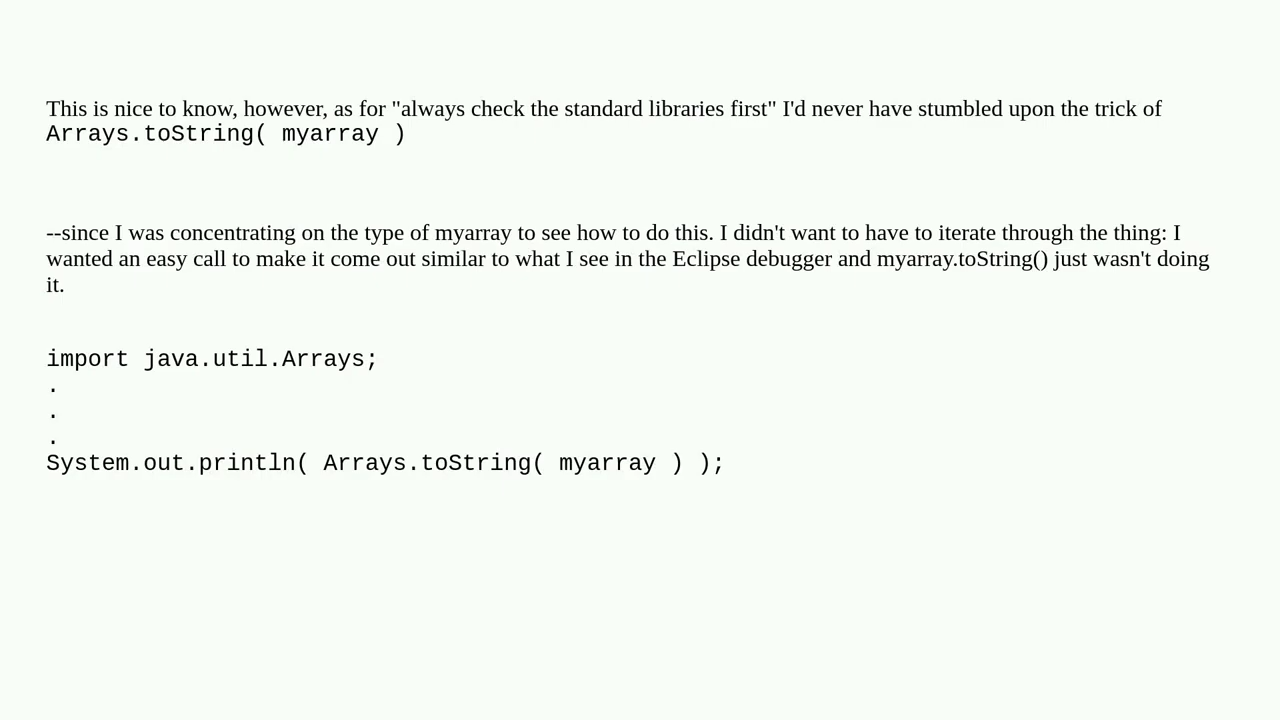 This is nice to know, however, as for "always check the standard libraries first" I'd never have stumbled upon the trick of
Arrays.toString( myarray )
--since I was concentrating on the type of myarray to see how to do this. I didn't want to have to iterate through the thing: I
wanted an easy call to make it come out similar to what I see in the Eclipse debugger and myarray.toString() just wasn't doing
it.
import java.util.Arrays;
.
.
.
System.out.println( Arrays.toString( myarray ) );